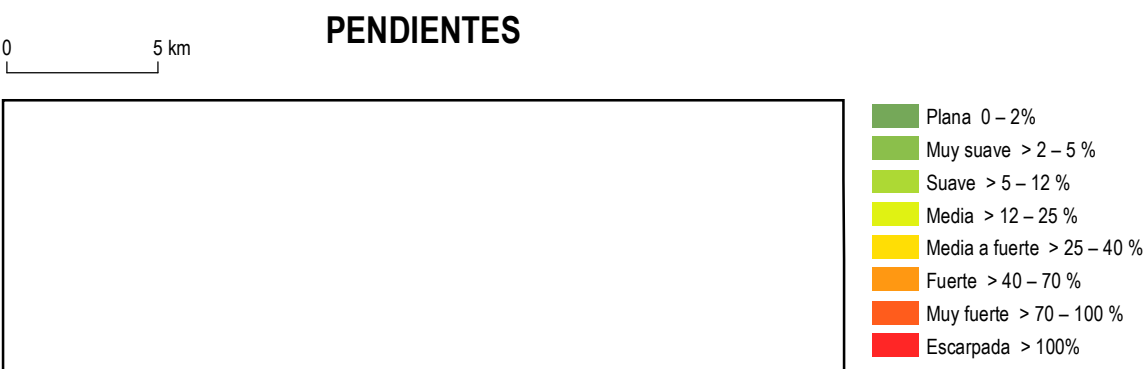 PENDIENTES
0 5 km
Plana 0 – 2%
Muy suave > 2 – 5 %
Suave > 5 – 12 %
Media > 12 – 25 %
Media a fuerte > 25 – 40 %
Fuerte > 40 – 70 %
Muy fuerte > 70 – 100 %
Escarpada > 100%